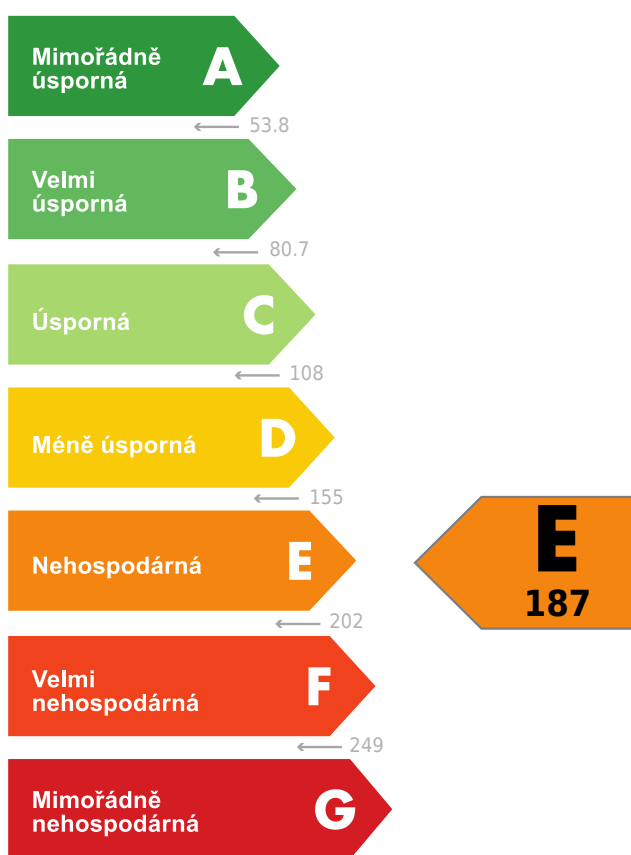 Mimořádně
úsporná
A
← 53.8
Velmi
úsporná
B
← 80.7
Úsporná
C
← 108
Méně úsporná
D
← 155
Nehospodárná
E
E
187
← 202
Velmi
nehospodárná
F
← 249
Mimořádně
nehospodárná
G